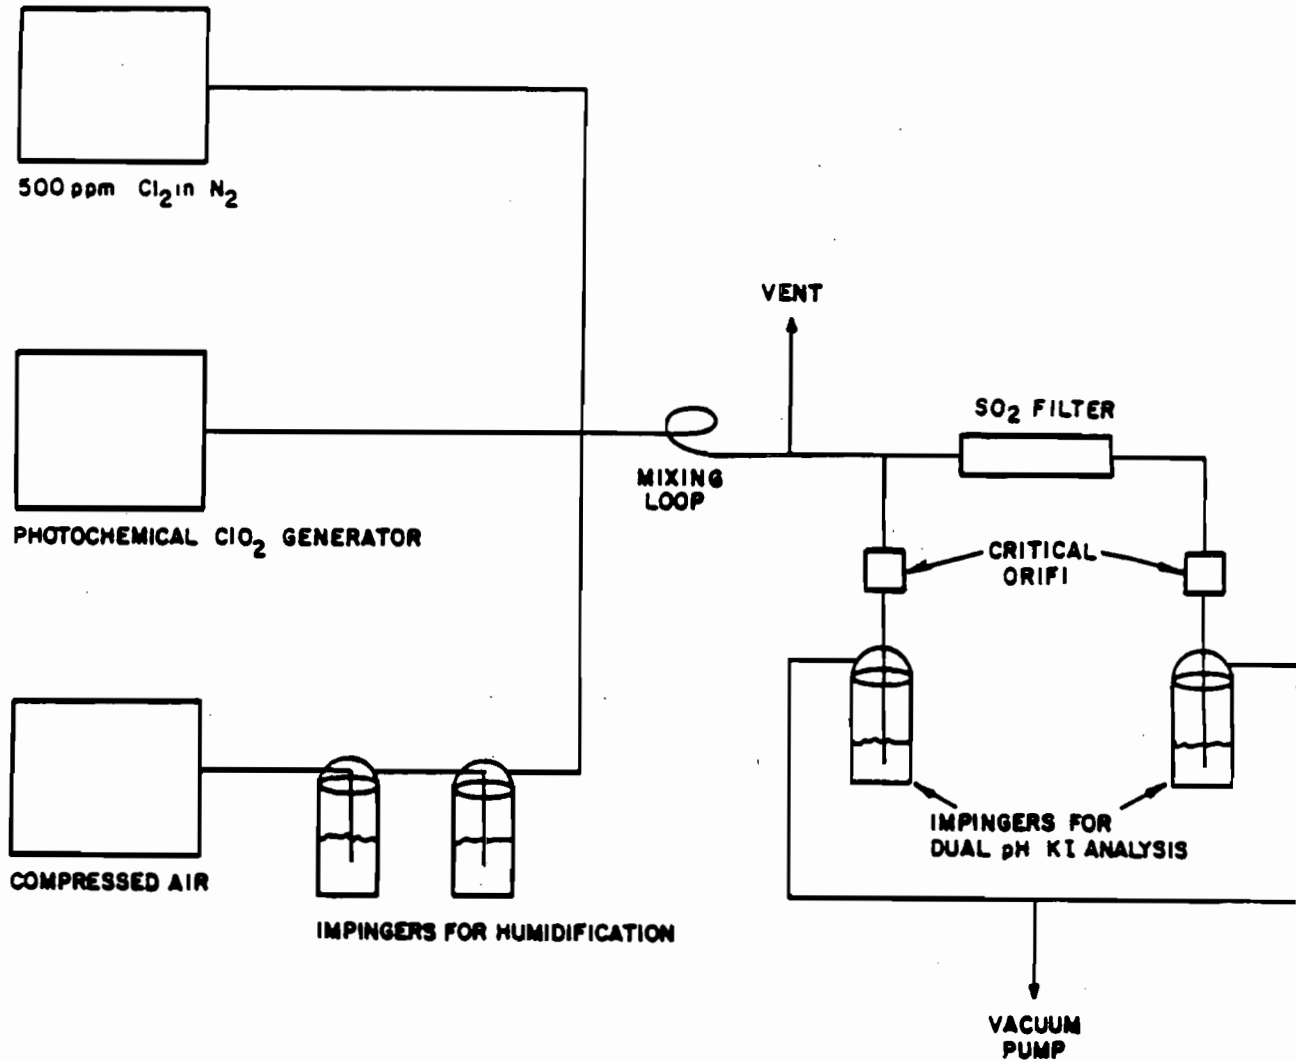 500 ppm Cl2 in N2
VENT
SO2 FILTER
MIXING
LOOP
PHOTOCHEMICAL ClO2 GENERATOR
CRITICAL
ORIFI
IMPINGERS FOR
DUAL pH KI ANALYSIS
COMPRESSED AIR
IMPINGERS FOR HUMIDIFICATION
VACUUM
PUMP